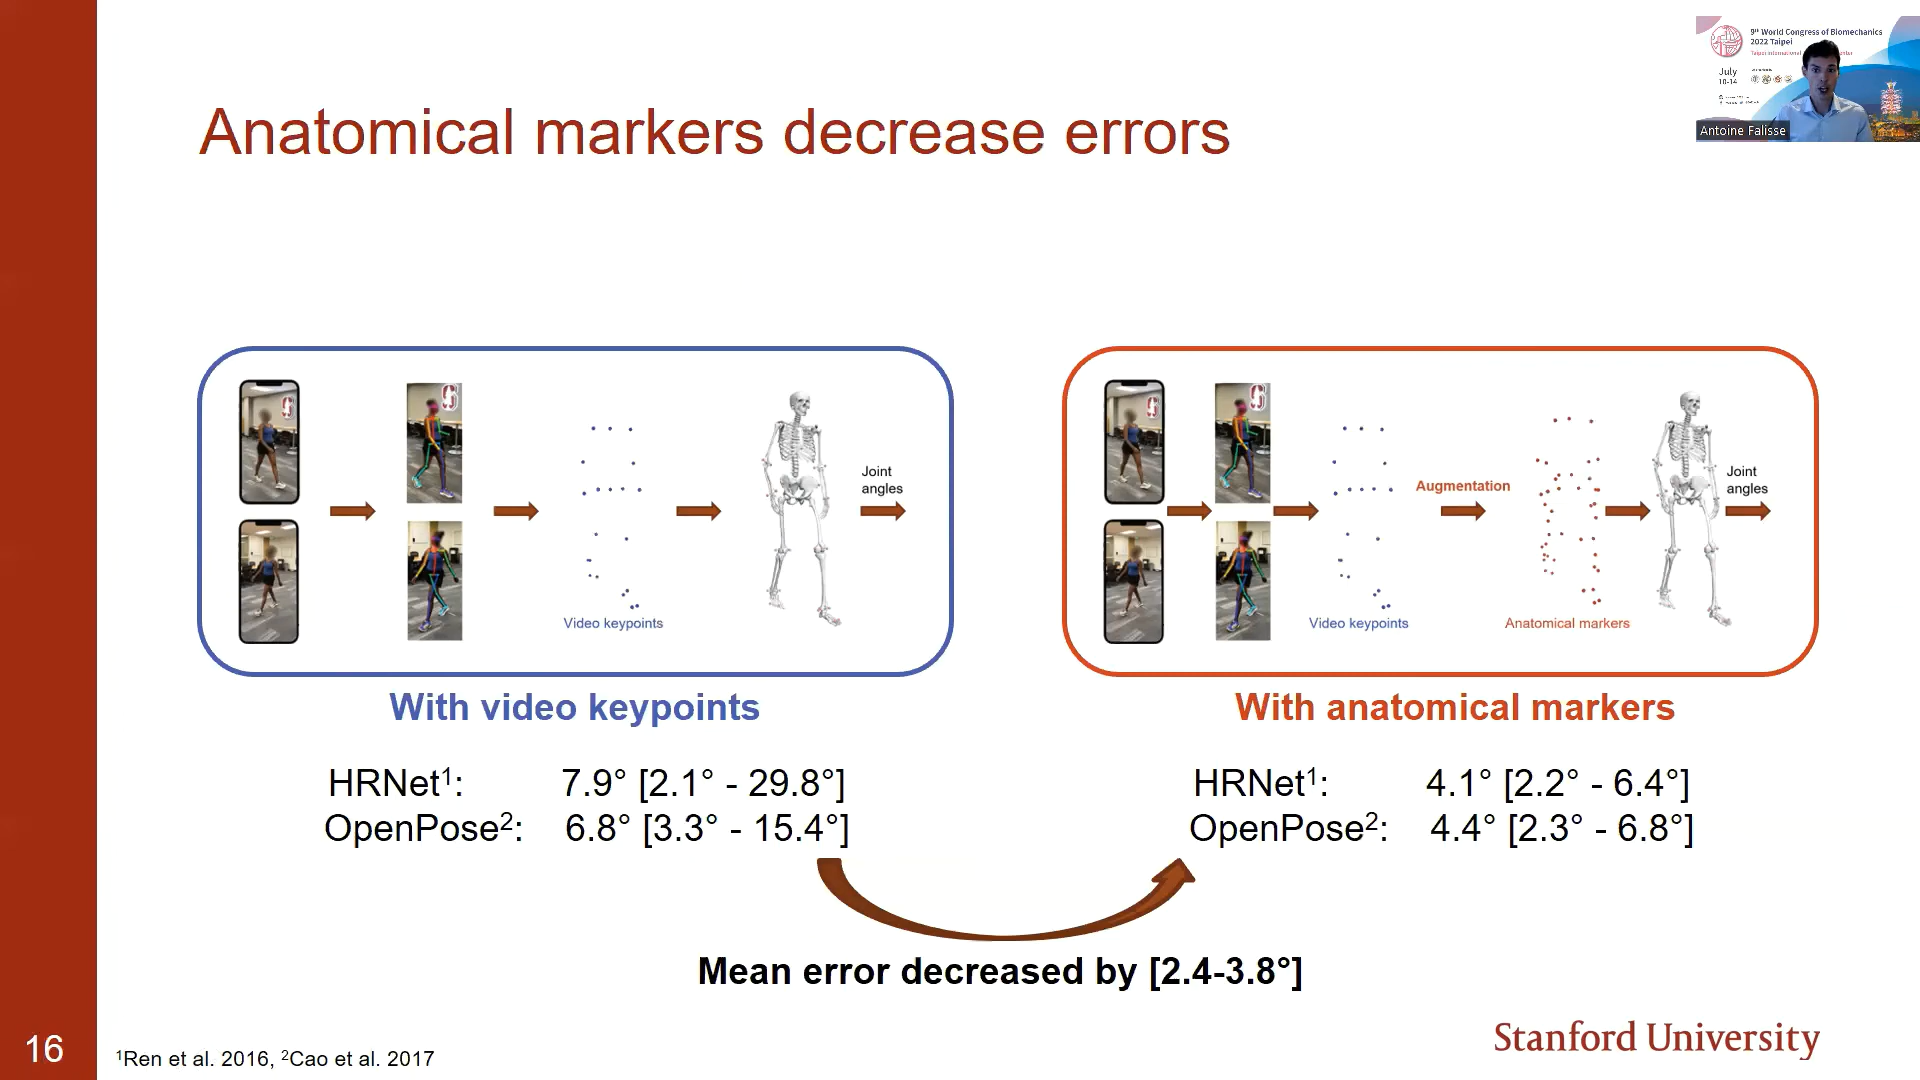 Anatomical markers decrease errors
9th World Congress of Biomechanics
2022 Taipei
July
10-14
Antoine Falisse
Joint
angles
Video keypoints
Augmentation
Joint
angles
Video keypoints
Anatomical markers
With video keypoints
With anatomical markers
HRNet¹: 7.9° [2.1° - 29.8°]
OpenPose²: 6.8° [3.3° - 15.4°]
HRNet¹: 4.1° [2.2° - 6.4°]
OpenPose²: 4.4° [2.3° - 6.8°]
Mean error decreased by [2.4-3.8°]
16
¹Ren et al. 2016, ²Cao et al. 2017
Stanford University